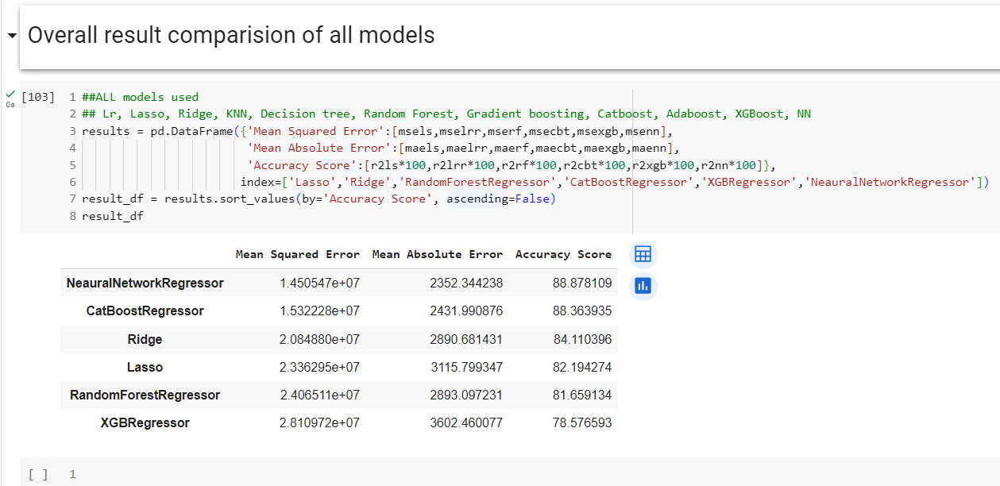 Overall result comparision of all models
[103] 1 ##ALL models used
0s 2 ## Lr, Lasso, Ridge, KNN, Decision tree, Random Forest, Gradient boosting, Catboost, Adaboost, XGBoost, NN
3 results = pd.DataFrame({'Mean Squared Error':[msels,mselrr,mserf,msecbt,msexgb,msenn],
4 'Mean Absolute Error':[maels,maelrr,maerf,maecbt,maexgb,maenn],
5 'Accuracy Score':[r2ls*100,r2lrr*100,r2rf*100,r2cbt*100,r2xgb*100,r2nn*100]},
6 index=['Lasso','Ridge','RandomForestRegressor','CatBoostRegressor','XGBRegressor','NeauralNetworkRegressor'])
7 result_df = results.sort_values(by='Accuracy Score', ascending=False)
8 result_df
Mean Squared Error Mean Absolute Error Accuracy Score
NeauralNetworkRegressor 1.450547e+07 2352.344238 88.878109
CatBoostRegressor 1.532228e+07 2431.990876 88.363935
Ridge 2.084880e+07 2890.681431 84.110396
Lasso 2.336295e+07 3115.799347 82.194274
RandomForestRegressor 2.406511e+07 2893.097231 81.659134
XGBRegressor 2.810972e+07 3602.460077 78.576593
[ ] 1